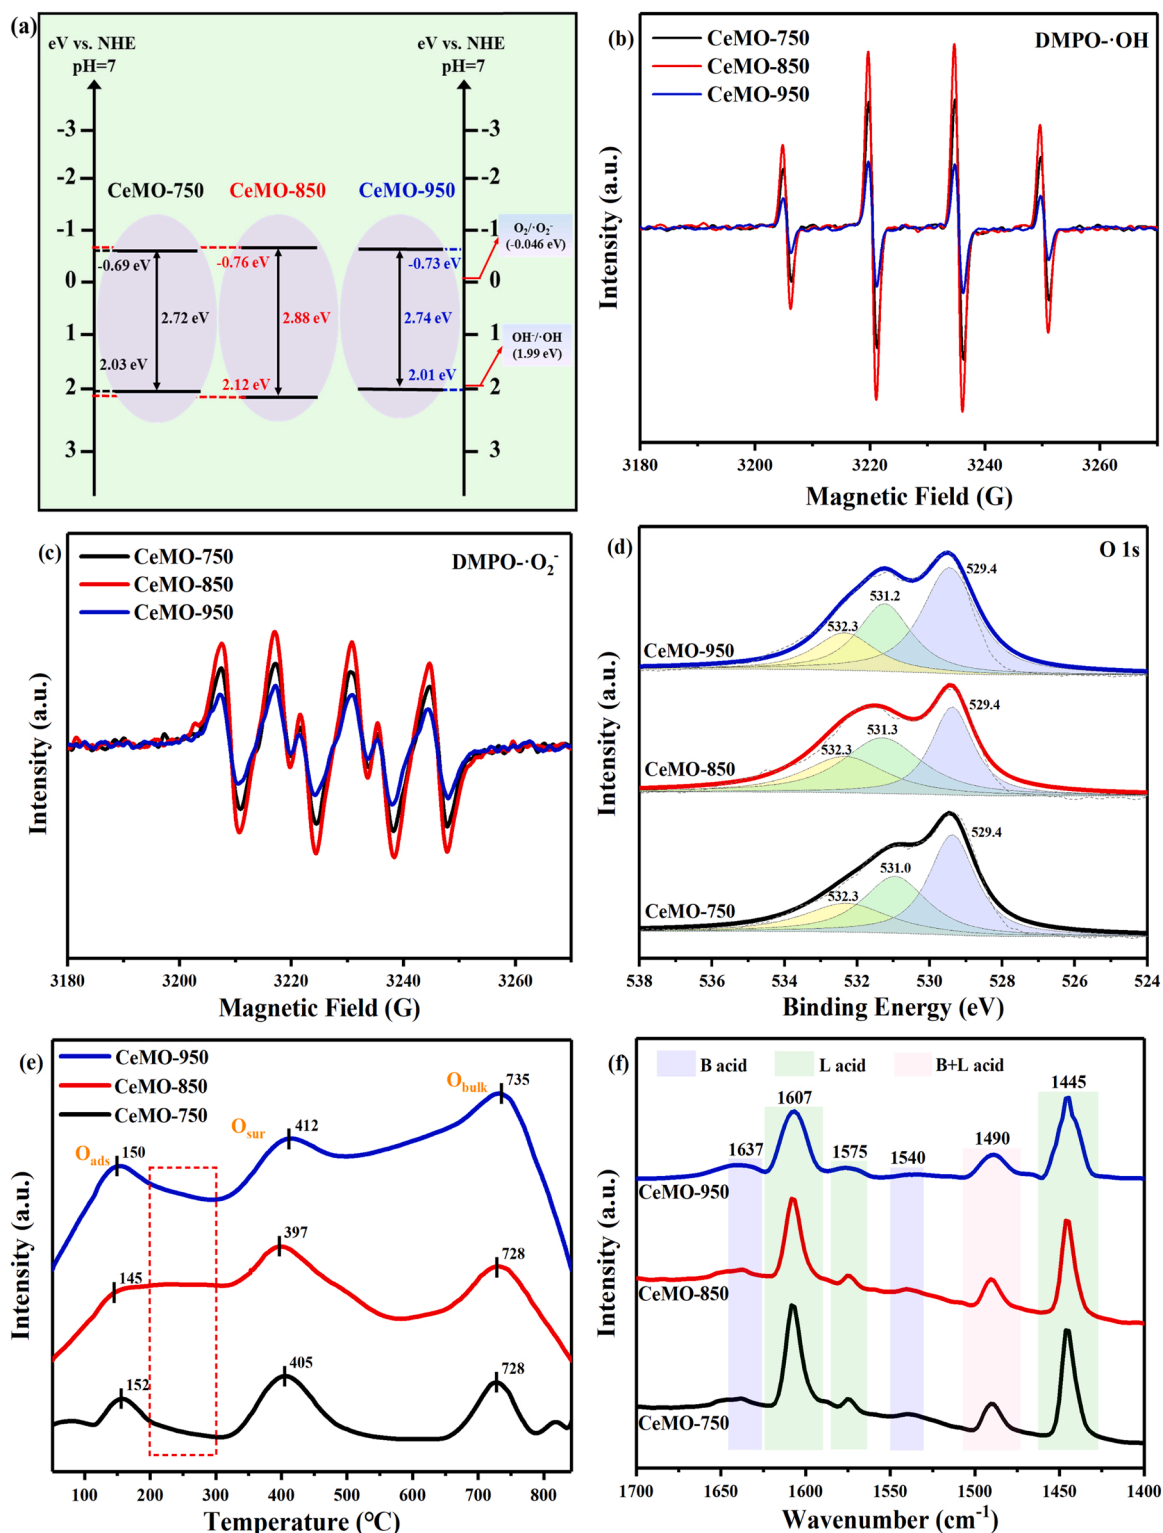 (a)
eV vs. NHE
pH=7
eV vs. NHE
pH=7
-3
-3
-2
-2
CeMO-750
CeMO-850
CeMO-950
-1
-1
O₂/·O₂⁻
(-0.046 eV)
-0.69 eV
-0.76 eV
-0.73 eV
0
0
2.72 eV
2.88 eV
2.74 eV
1
1
OH⁻/·OH
(1.99 eV)
2.03 eV
2.12 eV
2.01 eV
2
2
3
3
(b)
CeMO-750
CeMO-850
CeMO-950
DMPO-·OH
Intensity (a.u.)
3180
3200
3220
3240
3260
Magnetic Field (G)
(c)
CeMO-750
CeMO-850
CeMO-950
DMPO-·O₂⁻
Intensity (a.u.)
3180
3200
3220
3240
3260
Magnetic Field (G)
(d)
O 1s
529.4
531.2
532.3
CeMO-950
529.4
531.3
532.3
CeMO-850
529.4
531.0
532.3
CeMO-750
Intensity (a.u.)
538
536
534
532
530
528
526
524
Binding Energy (eV)
(e)
CeMO-950
CeMO-850
CeMO-750
O_bulk
735
O_sur
412
O_ads
150
397
728
145
405
728
152
Intensity (a.u.)
100
200
300
400
500
600
700
800
Temperature (°C)
(f)
B acid
L acid
B+L acid
1607
1445
1637
1575
1540
1490
CeMO-950
CeMO-850
CeMO-750
Intensity (a.u.)
1700
1650
1600
1550
1500
1450
1400
Wavenumber (cm⁻¹)